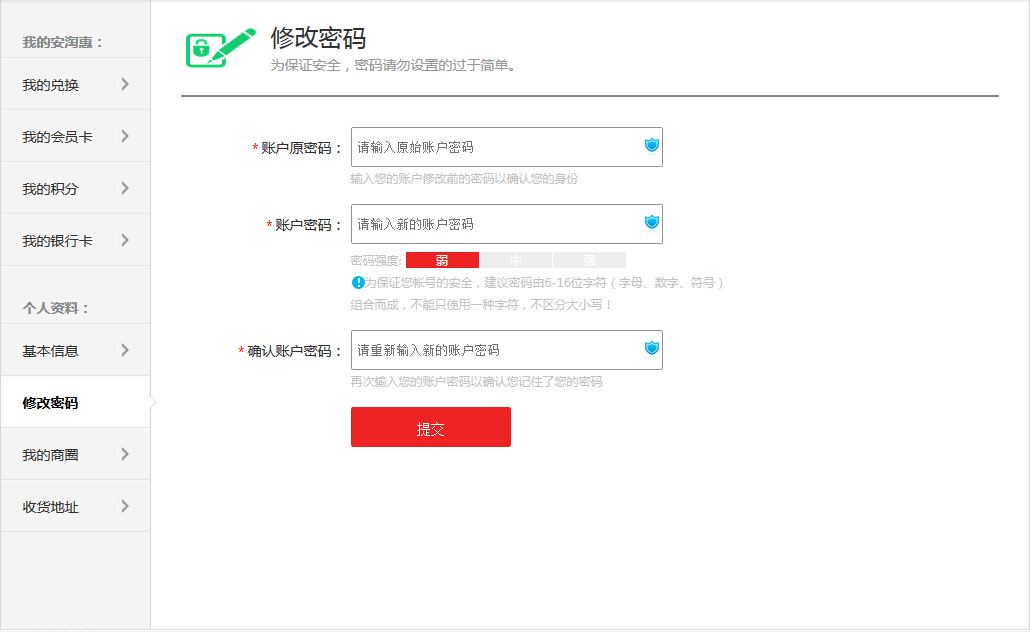 我的安淘惠：
我的兑换
我的会员卡
我的积分
我的银行卡
个人资料：
基本信息
修改密码
我的商圈
收货地址
修改密码
为保证安全，密码请勿设置的过于简单。
*账户原密码： 请输入原始账户密码
输入您的账户修改前的密码以确认您的身份
*账户密码： 请输入新的账户密码
密码强度: 弱 中 强
为保证您帐号的安全，建议密码由6-16位字符（字母、数字、符号）
组合而成，不能只使用一种字符，不区分大小写！
*确认账户密码： 请重新输入新的账户密码
再次输入您的账户密码以确认您记住了您的密码
提交